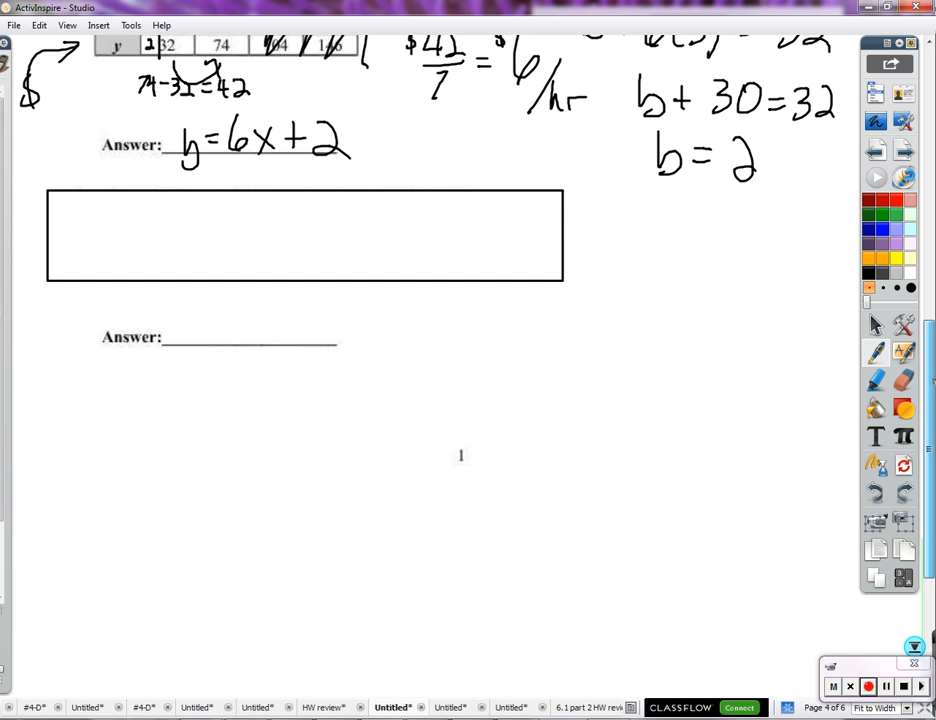 ActivInspire - Studio
File Edit View Insert Tools Help
y 2 32 74 104 146
74-32=42
$
$42/7 = $6/hr
b + 30 = 32
b = 2
Answer: y=6x+2
Answer:
1
#4-D* Untitled* #4-D* Untitled* Untitled* HW review* Untitled* Untitled* Untitled* 6.1 part 2 HW revi CLASSFLOW Connect Page 4 of 6 Fit to Width